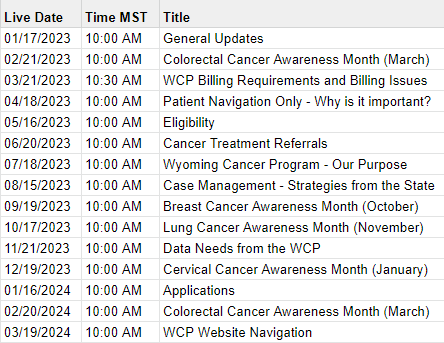 Live Date Time MST Title
01/17/2023 10:00 AM General Updates
02/21/2023 10:00 AM Colorectal Cancer Awareness Month (March)
03/21/2023 10:30 AM WCP Billing Requirements and Billing Issues
04/18/2023 10:00 AM Patient Navigation Only - Why is it important?
05/16/2023 10:00 AM Eligibility
06/20/2023 10:00 AM Cancer Treatment Referrals
07/18/2023 10:00 AM Wyoming Cancer Program - Our Purpose
08/15/2023 10:00 AM Case Management - Strategies from the State
09/19/2023 10:00 AM Breast Cancer Awareness Month (October)
10/17/2023 10:00 AM Lung Cancer Awareness Month (November)
11/21/2023 10:00 AM Data Needs from the WCP
12/19/2023 10:00 AM Cervical Cancer Awareness Month (January)
01/16/2024 10:00 AM Applications
02/20/2024 10:00 AM Colorectal Cancer Awareness Month (March)
03/19/2024 10:00 AM WCP Website Navigation